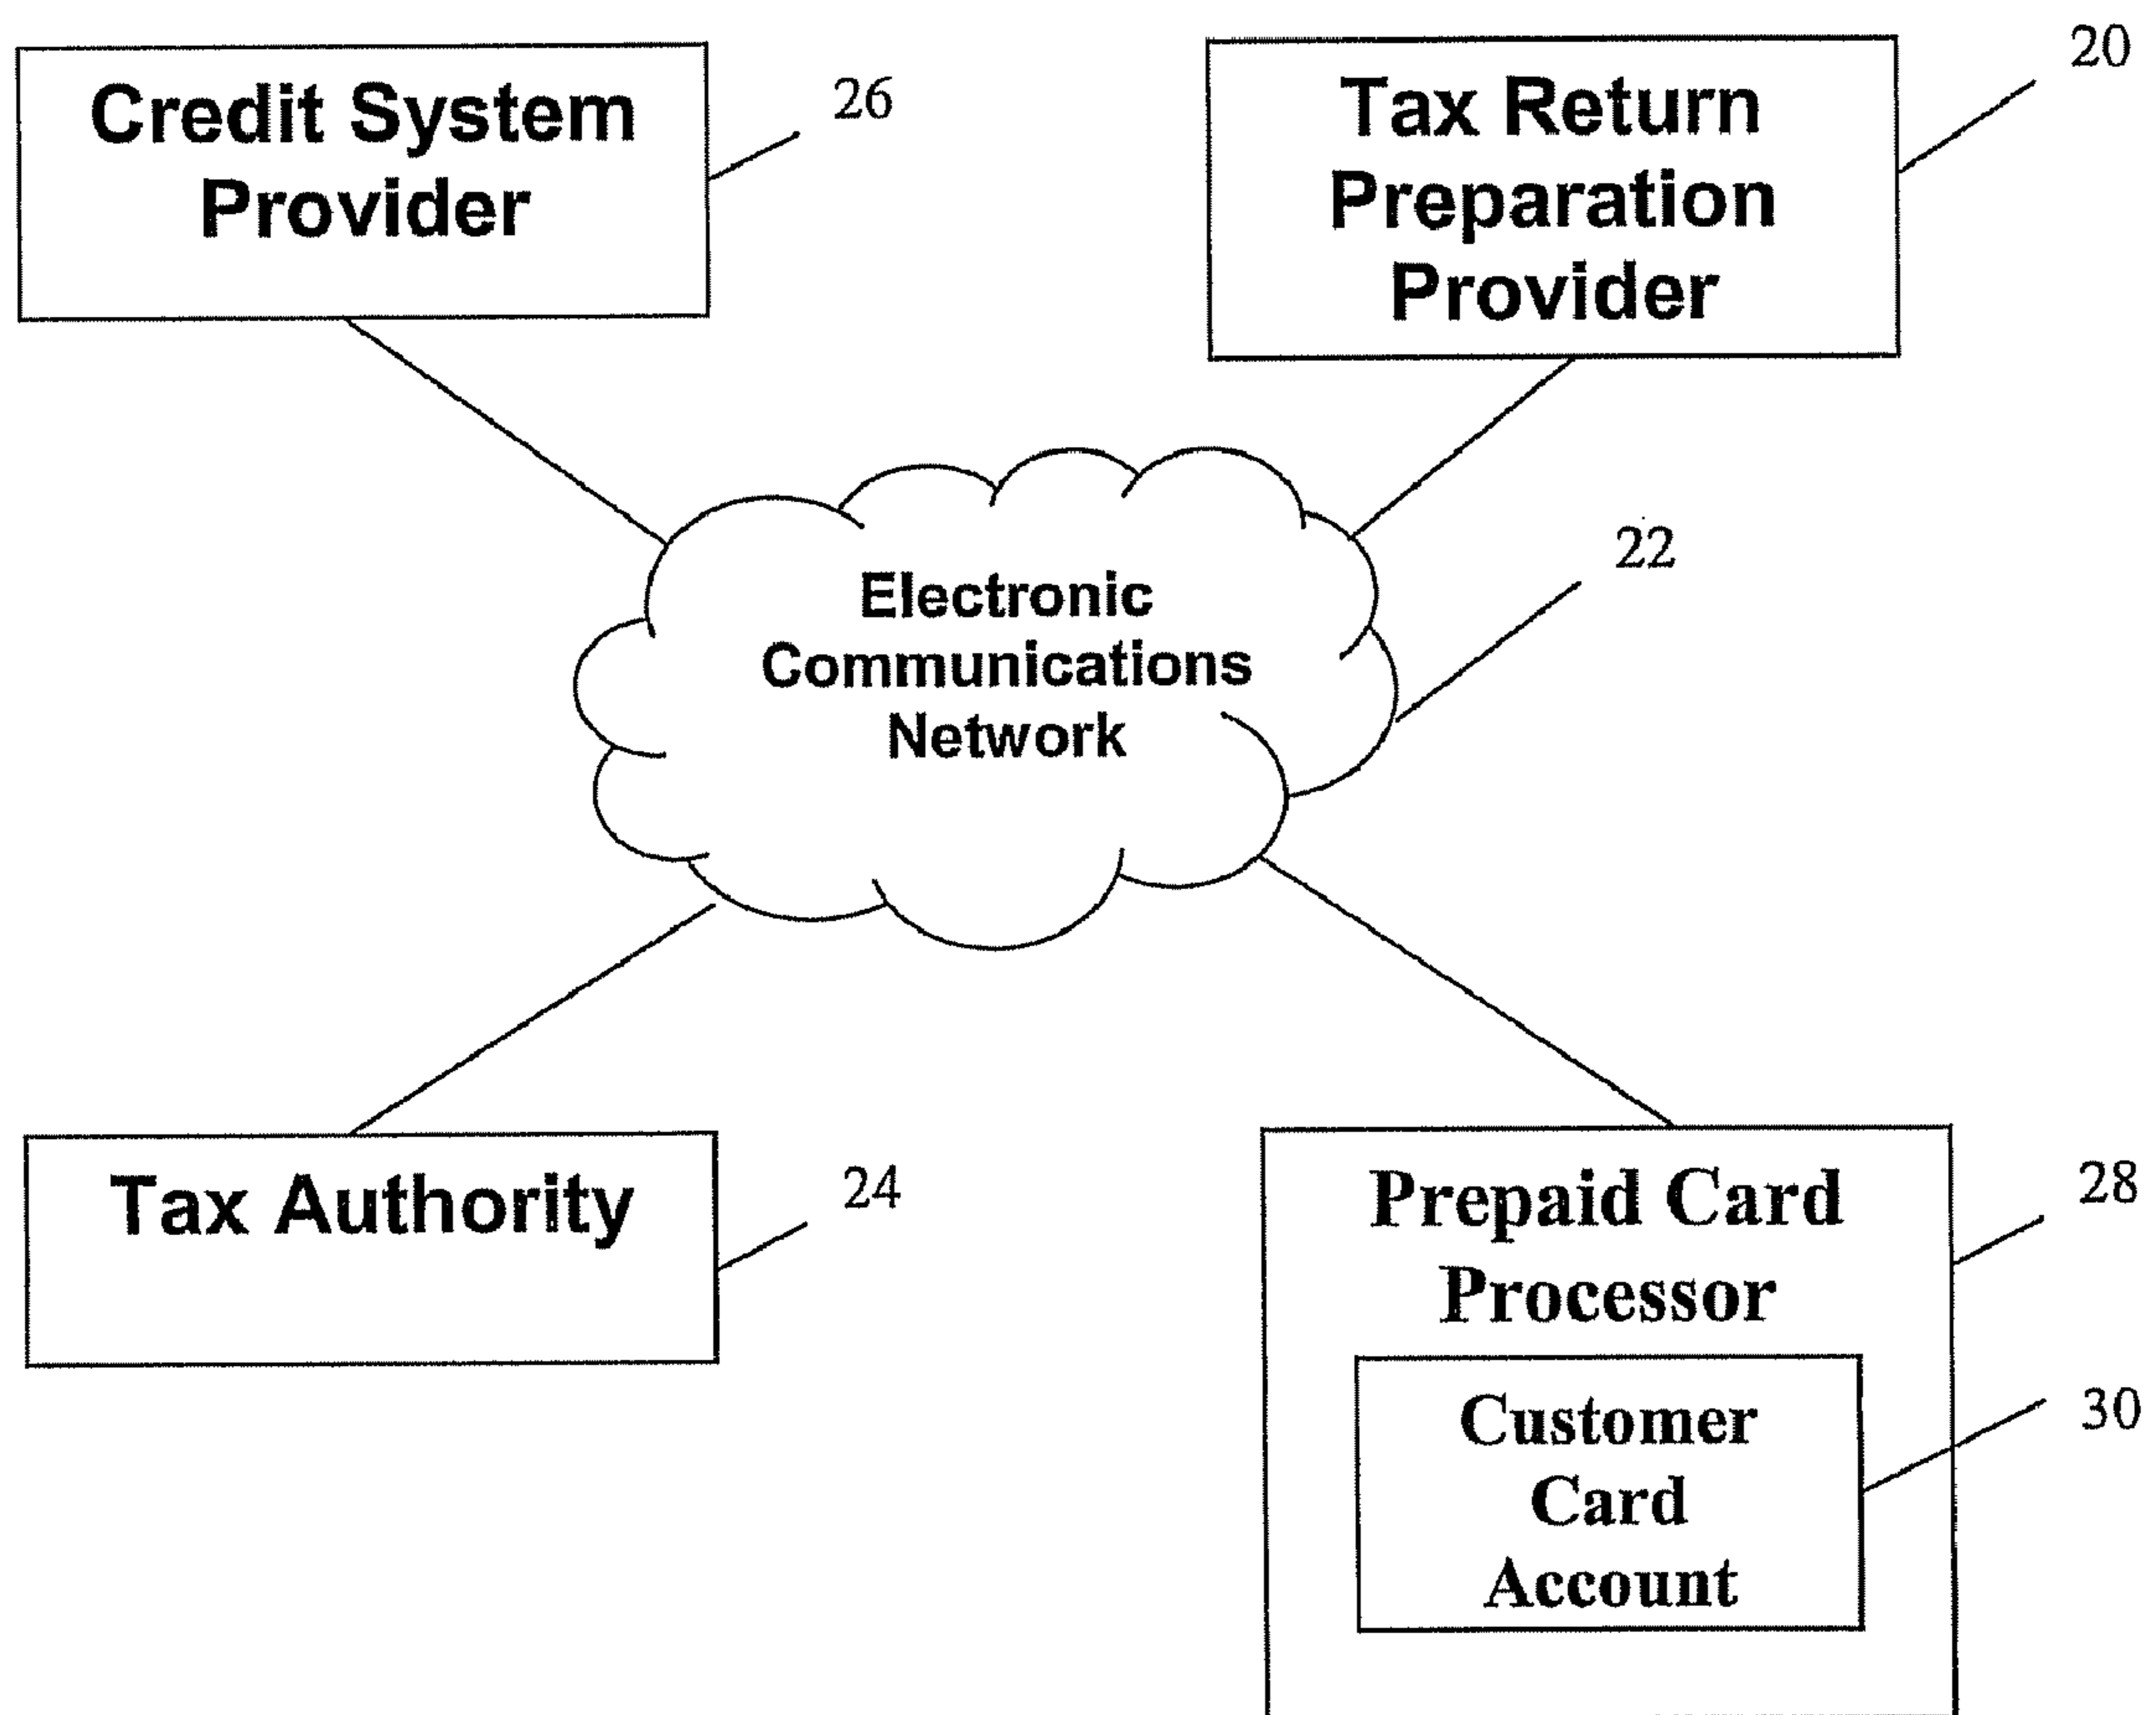 Credit System
Provider
26
Tax Return
Preparation
Provider
20
Electronic
Communications
Network
22
Tax Authority
24
Prepaid Card
Processor
28
Customer
Card
Account
30